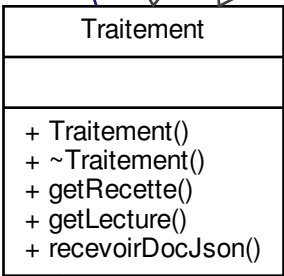 Traitement
+ Traitement()
+ ~Traitement()
+ getRecette()
+ getLecture()
+ recevoirDocJson()